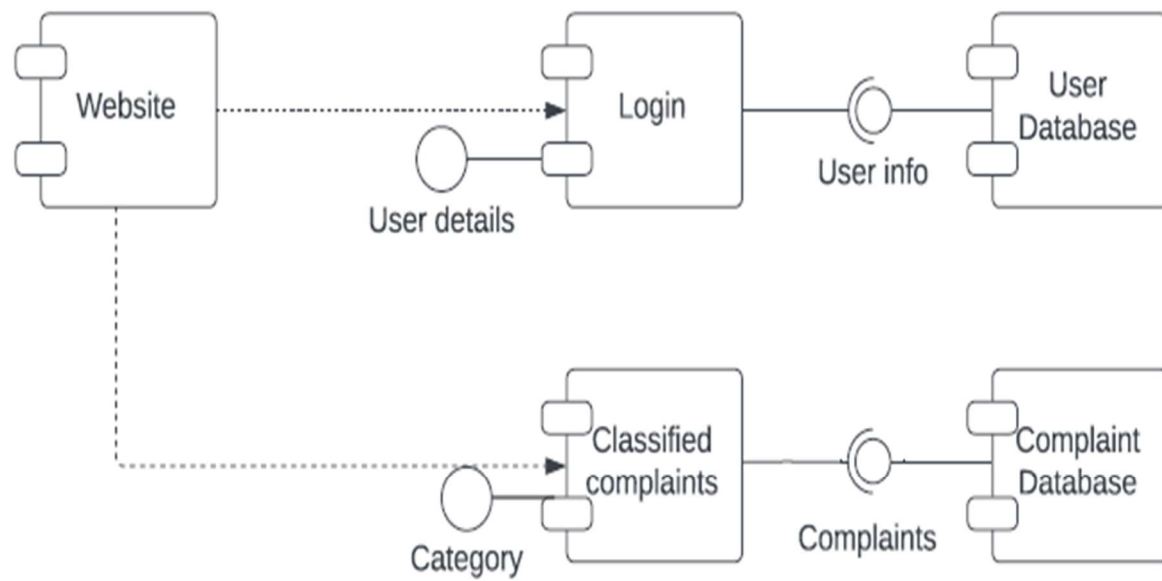 Website
Login
User
Database
User info
User details
Classified
complaints
Complaint
Database
Complaints
Category